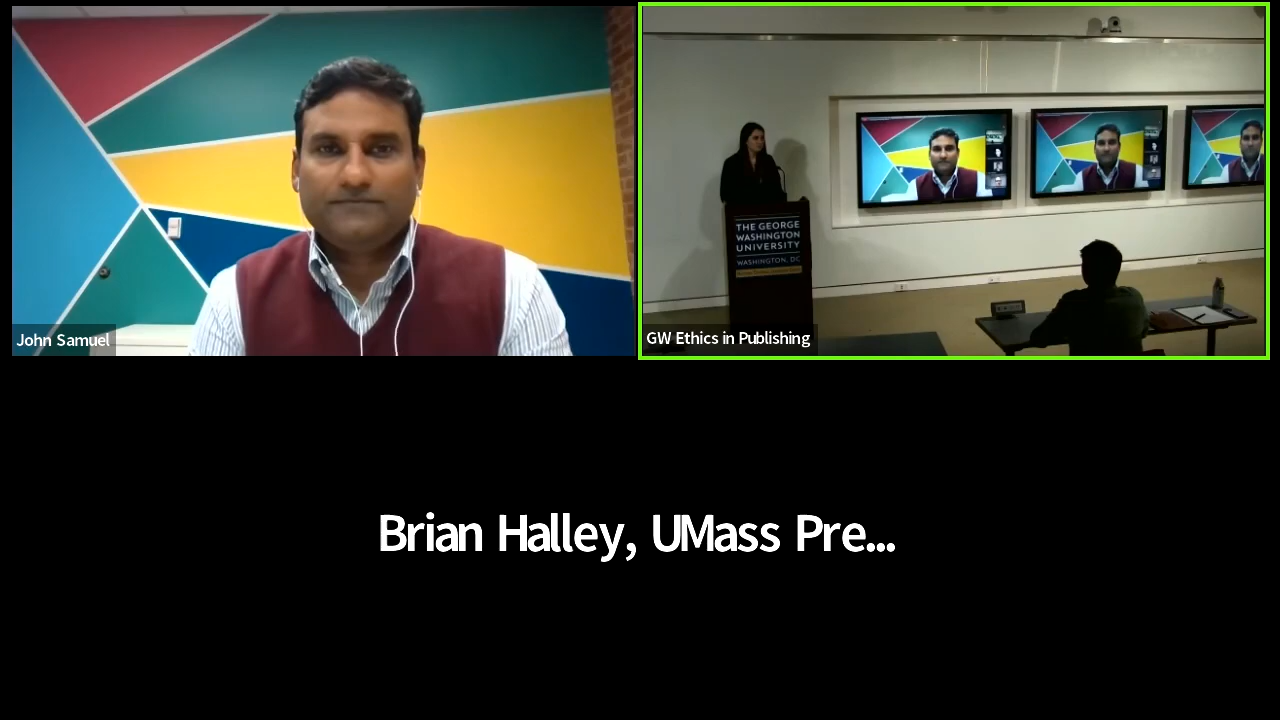 John Samuel
THE GEORGE
WASHINGTON
UNIVERSITY
WASHINGTON, DC
GW Ethics in Publishing
Brian Halley, UMass Pre...